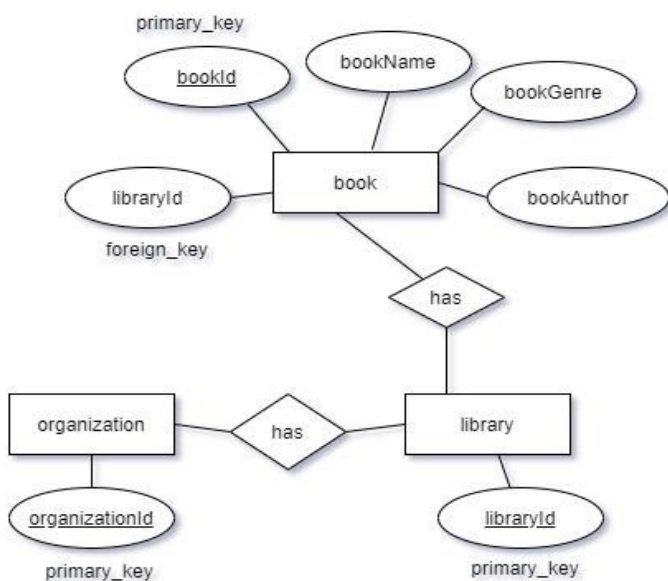 primary_key
bookId
bookName
bookGenre
book
libraryId
bookAuthor
foreign_key
has
organization
has
library
organizationId
libraryId
primary_key
primary_key